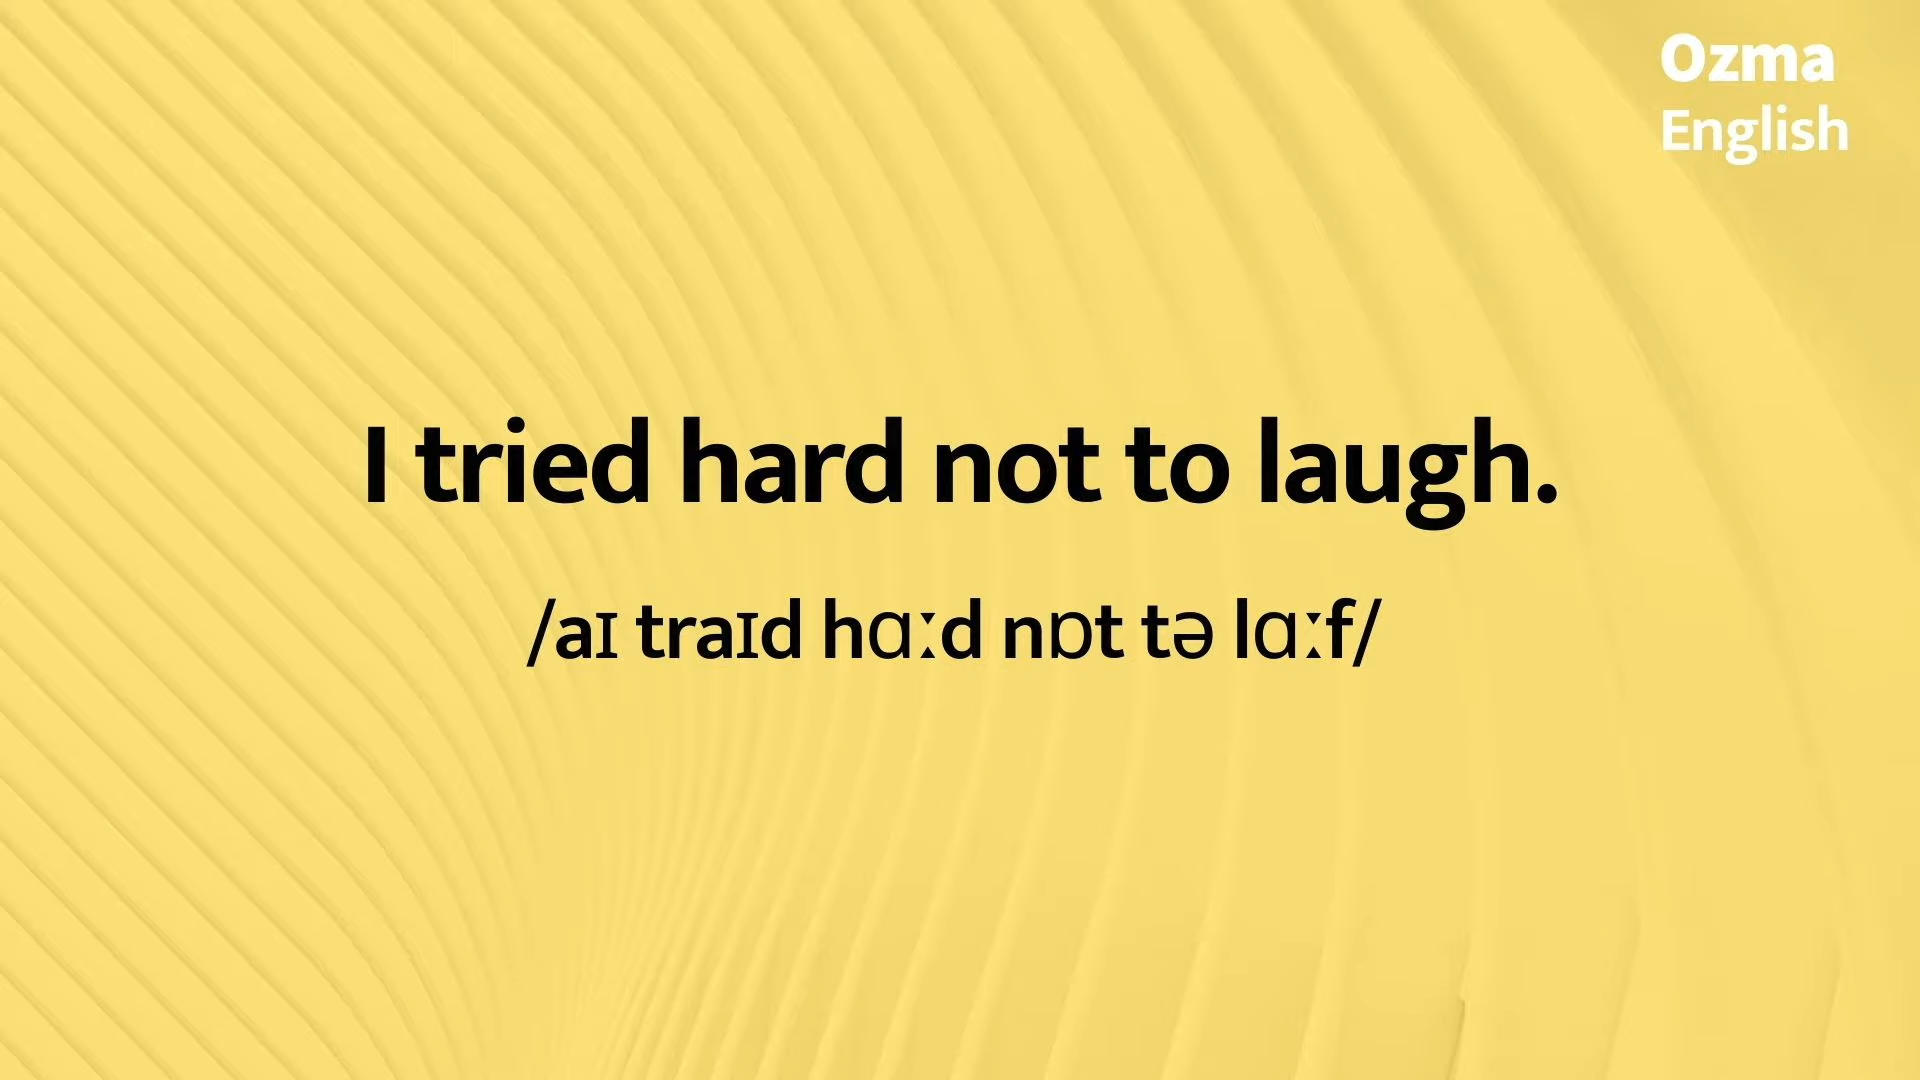 Ozma
English
I tried hard not to laugh.
/aɪ traɪd hɑːd nɒt tə lɑːf/